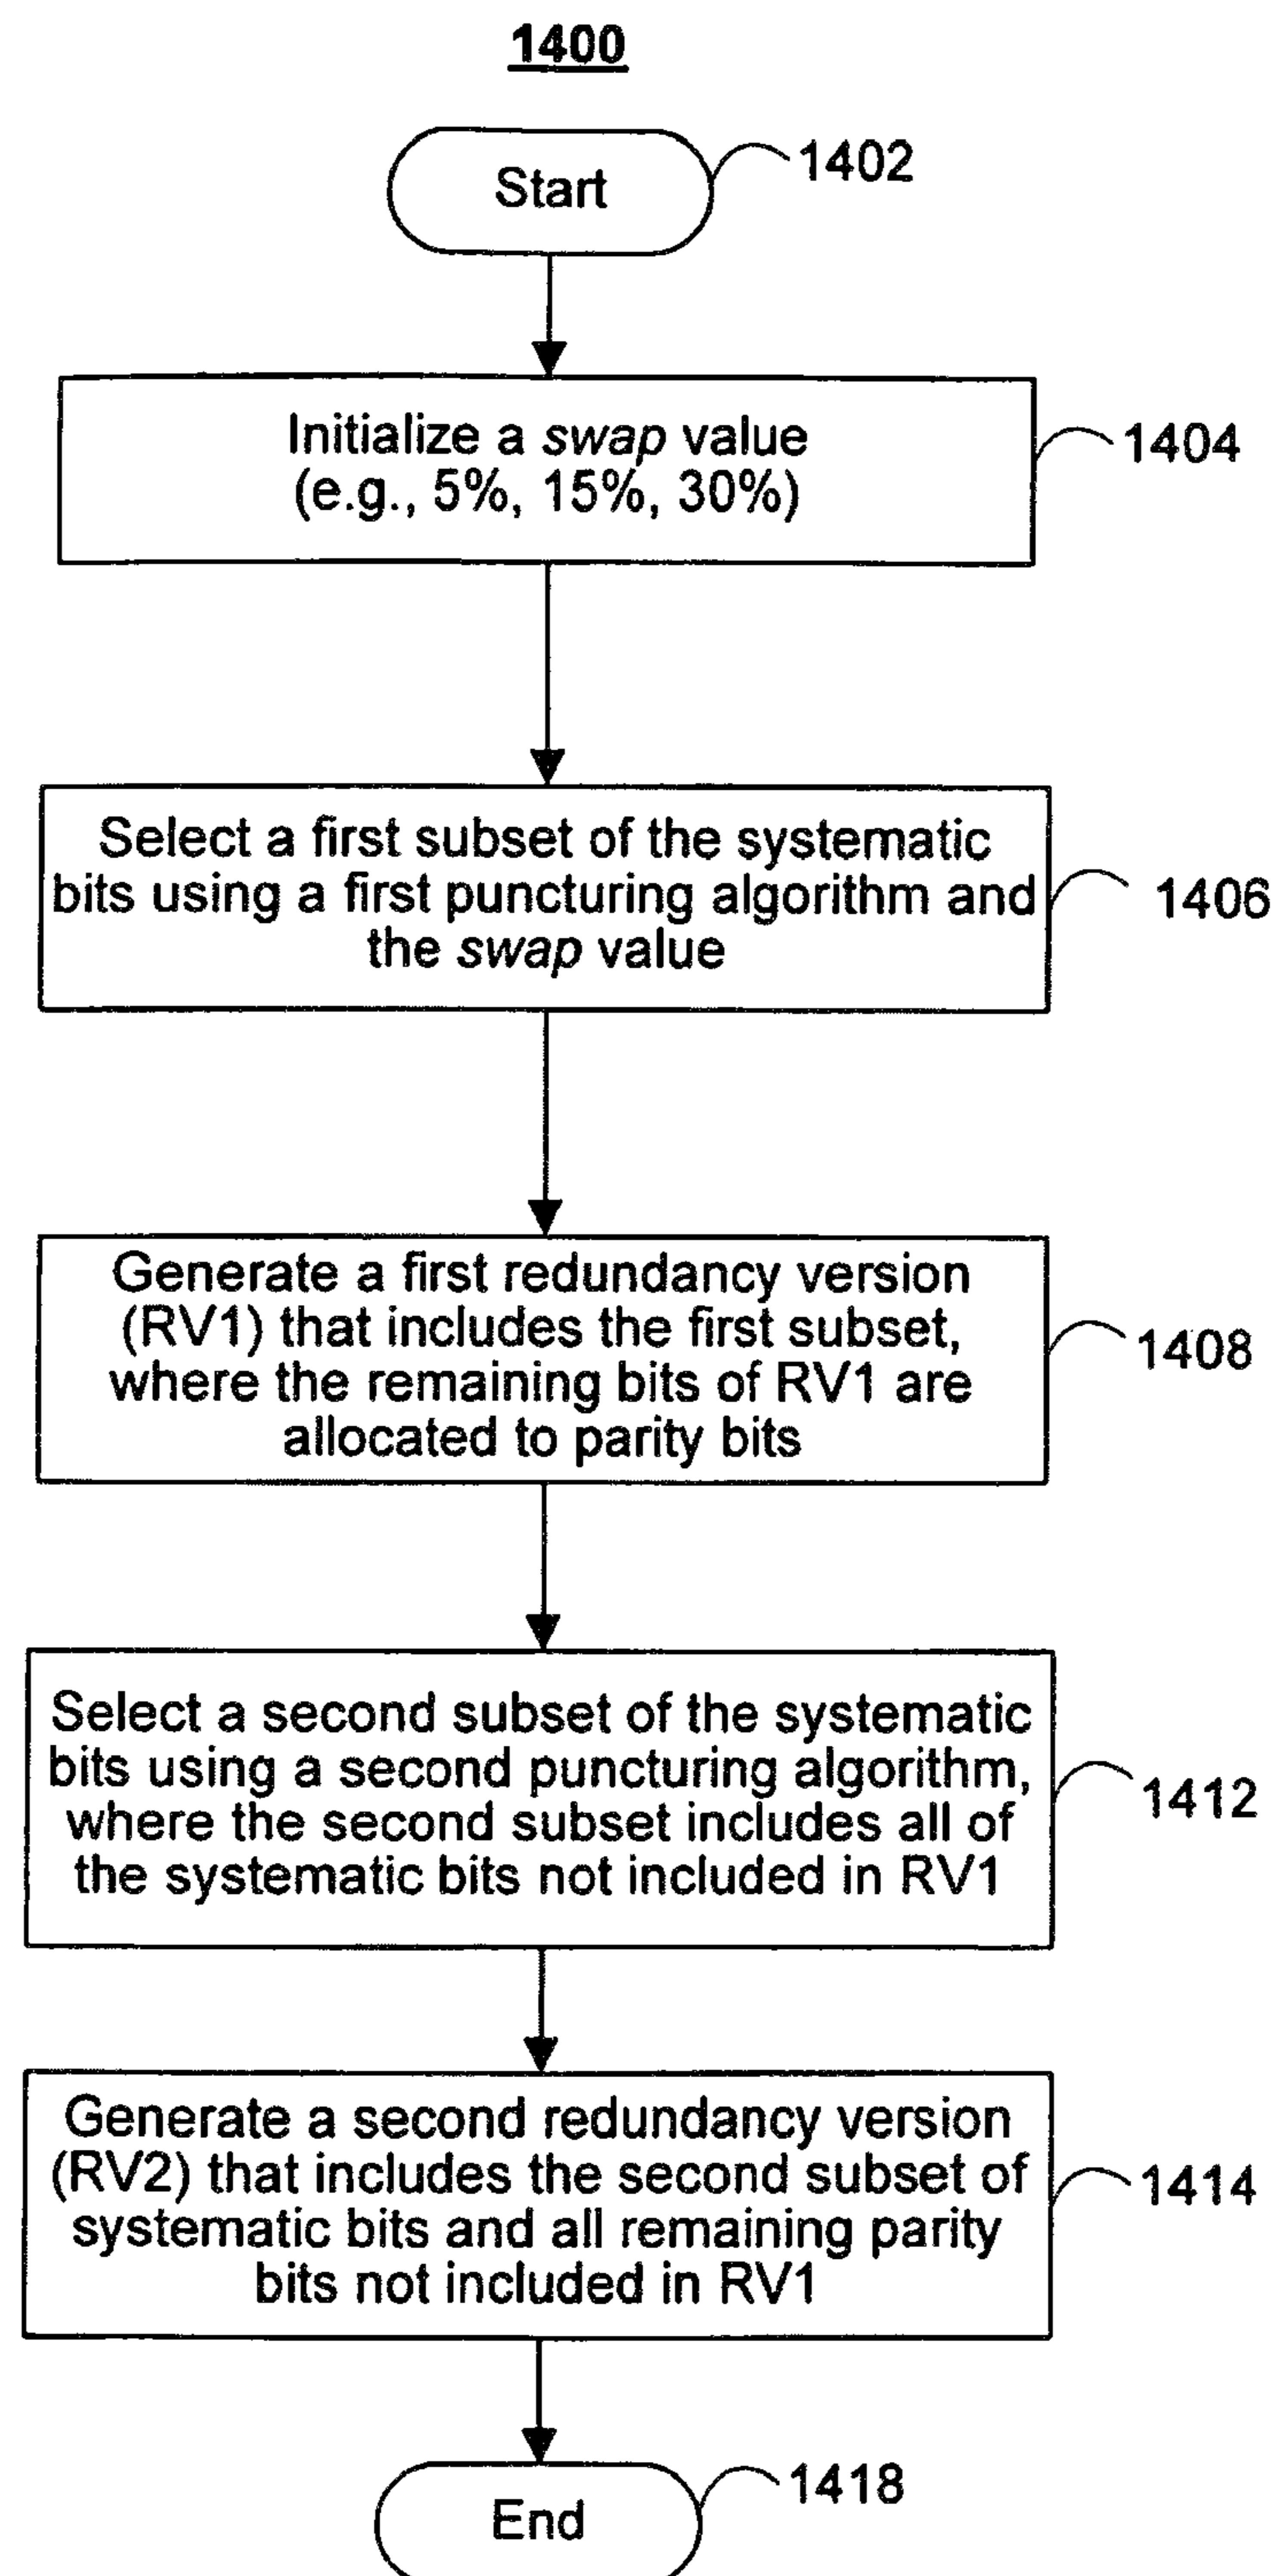 1400
Start
1402
Initialize a swap value
(e.g., 5%, 15%, 30%)
1404
Select a first subset of the systematic
bits using a first puncturing algorithm and
the swap value
1406
Generate a first redundancy version
(RV1) that includes the first subset,
where the remaining bits of RV1 are
allocated to parity bits
1408
Select a second subset of the systematic
bits using a second puncturing algorithm,
where the second subset includes all of
the systematic bits not included in RV1
1412
Generate a second redundancy version
(RV2) that includes the second subset of
systematic bits and all remaining parity
bits not included in RV1
1414
End
1418